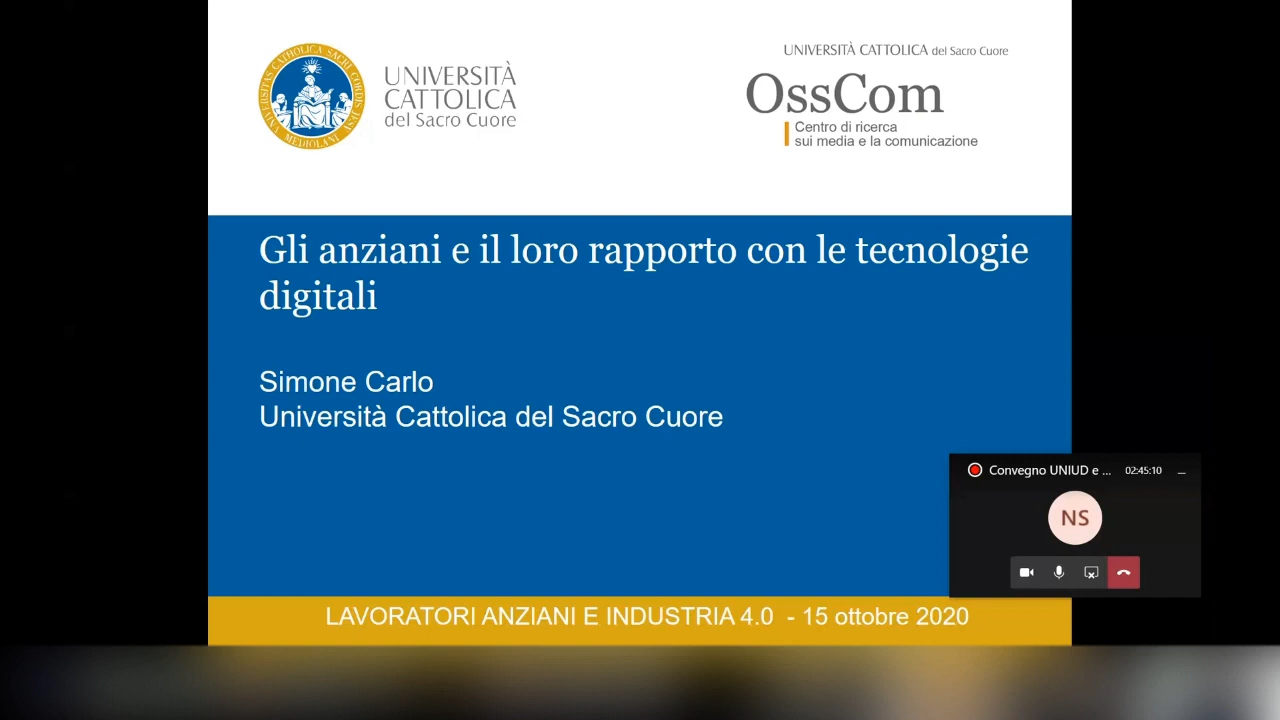 UNIVERSITÀ
CATTOLICA
del Sacro Cuore
UNIVERSITÀ CATTOLICA del Sacro Cuore
OssCom
Centro di ricerca
sui media e la comunicazione
Gli anziani e il loro rapporto con le tecnologie
digitali
Simone Carlo
Università Cattolica del Sacro Cuore
Convegno UNIUD e ... 02:45:10
NS
LAVORATORI ANZIANI E INDUSTRIA 4.0 - 15 ottobre 2020